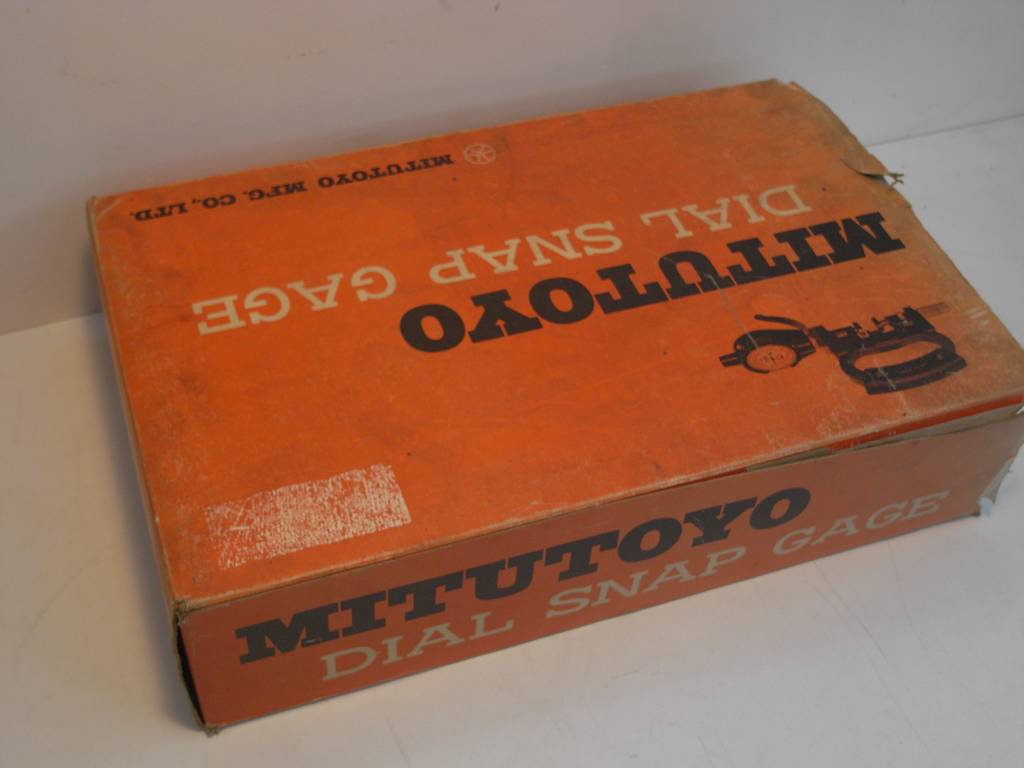 MITUTOYO
DIAL SNAP GAGE
MITUTOYO MFG. CO., LTD.
MITUTOYO
DIAL SNAP GAGE